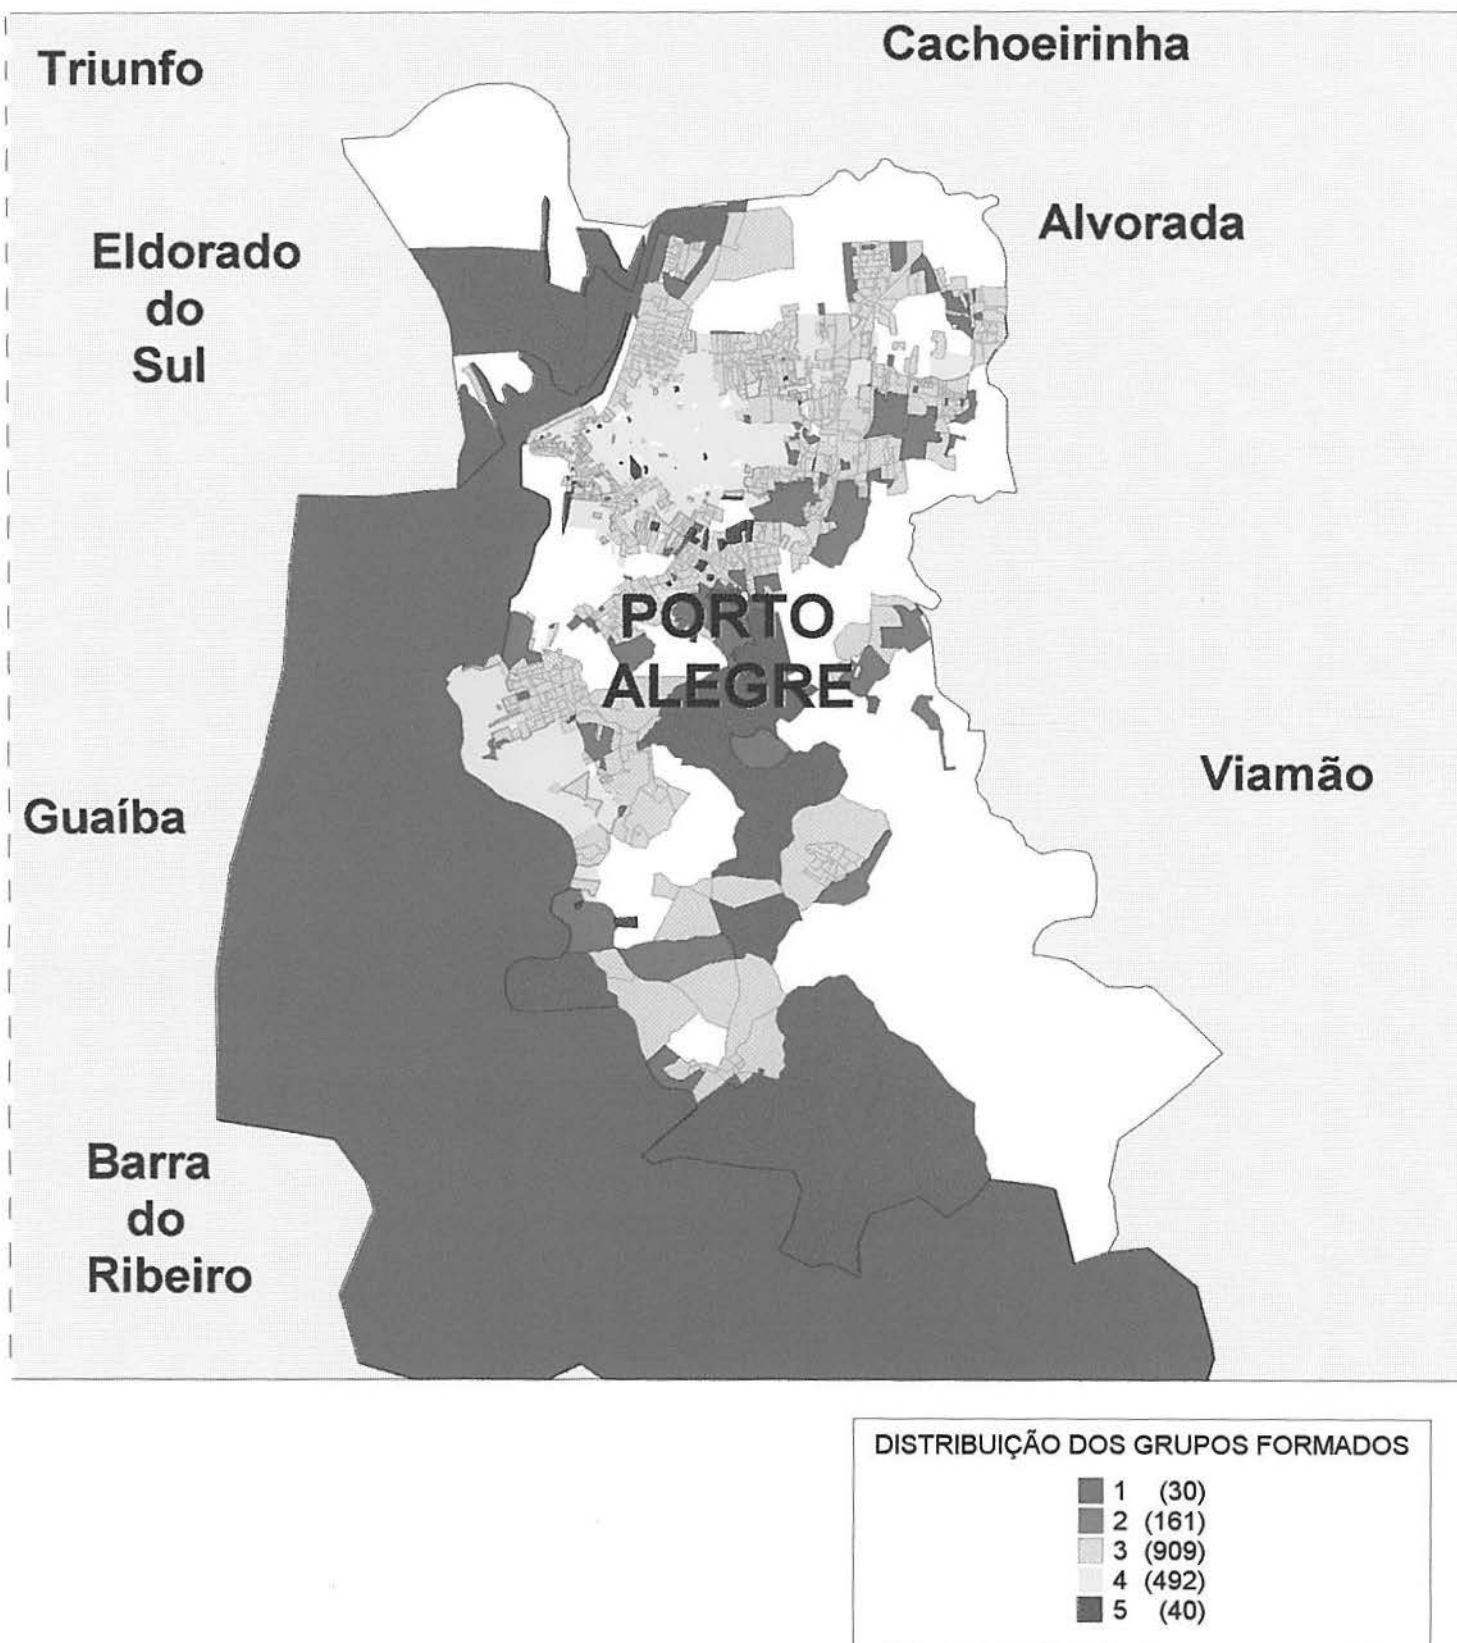 Triunfo
Cachoeirinha
Eldorado
do
Sul
Alvorada
PORTO
ALEGRE
Viamão
Guaíba
Barra
do
Ribeiro
DISTRIBUIÇÃO DOS GRUPOS FORMADOS
1 (30)
2 (161)
3 (909)
4 (492)
5 (40)